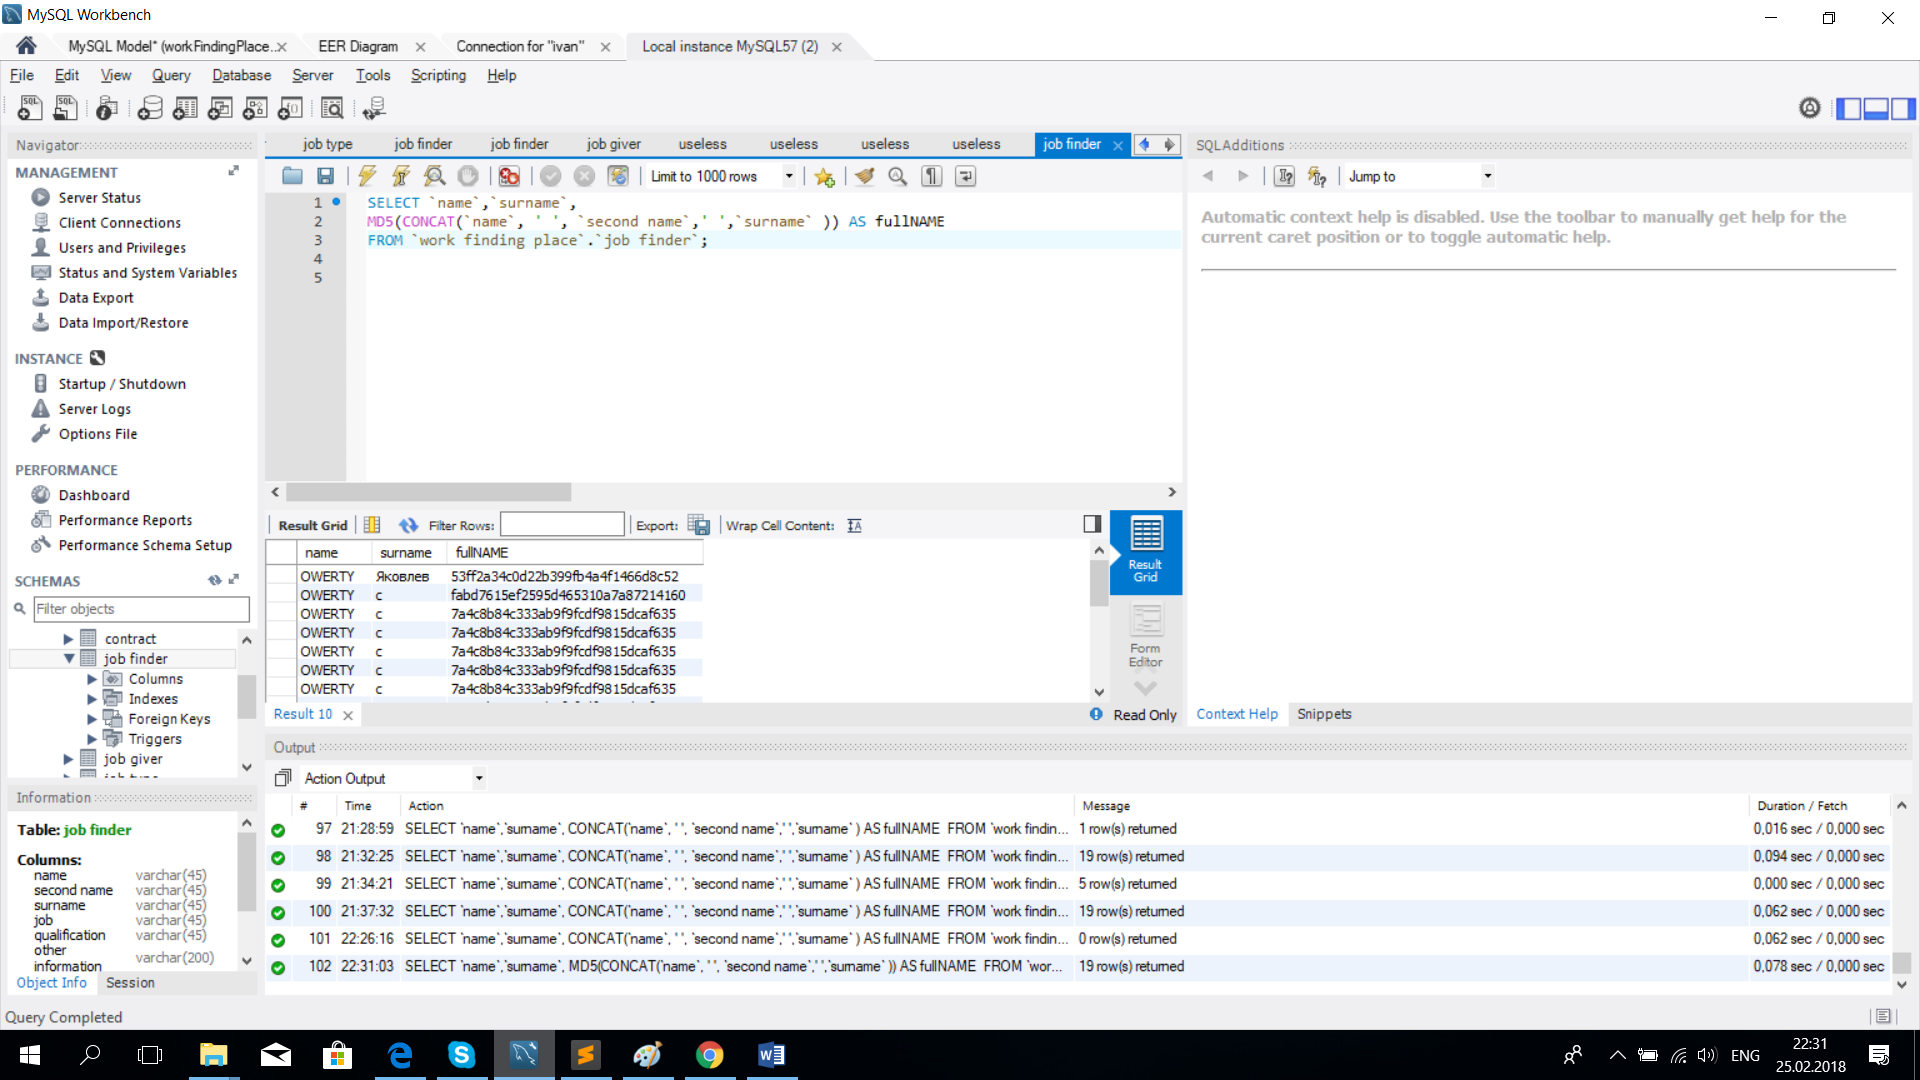 MySQL Workbench
MySQL Model* (workFindingPlace... EER Diagram Connection for "ivan" Local instance MySQL57 (2)
File Edit View Query Database Server Tools Scripting Help
Navigator
MANAGEMENT
Server Status
Client Connections
Users and Privileges
Status and System Variables
Data Export
Data Import/Restore
INSTANCE
Startup / Shutdown
Server Logs
Options File
PERFORMANCE
Dashboard
Performance Reports
Performance Schema Setup
SCHEMAS
Filter objects
contract
job finder
Columns
Indexes
Foreign Keys
Triggers
job giver
job type
Information
Table: job finder
Columns:
name varchar(45)
second name varchar(45)
surname varchar(45)
job varchar(45)
qualification varchar(45)
other
information varchar(200)
Object Info Session
Query Completed
job type job finder job finder job giver useless useless useless useless job finder
Limit to 1000 rows
1 SELECT `name`,`surname`,
2 MD5(CONCAT(`name`, ' ', `second name`,' ',`surname` )) AS fullNAME
3 FROM `work finding place`.`job finder`;
4
5
Result Grid Filter Rows: Export: Wrap Cell Content:
name surname fullNAME
QWERTY Яковлев 53ff2a34c0d22b399fb4a4f1466d8c52
QWERTY c fabd7615ef2595d465310a7a87214160
QWERTY c 7a4c8b84c333ab9f9fcdf9815dcaf635
QWERTY c 7a4c8b84c333ab9f9fcdf9815dcaf635
QWERTY c 7a4c8b84c333ab9f9fcdf9815dcaf635
QWERTY c 7a4c8b84c333ab9f9fcdf9815dcaf635
QWERTY c 7a4c8b84c333ab9f9fcdf9815dcaf635
Result Grid
Form Editor
Result 10 Read Only
SQLAdditions
Jump to
Automatic context help is disabled. Use the toolbar to manually get help for the
current caret position or to toggle automatic help.
Context Help Snippets
Output
Action Output
# Time Action Message Duration / Fetch
97 21:28:59 SELECT `name`,`surname`, CONCAT(`name`, ' ', `second name`,' ',`surname` ) AS fullNAME FROM `work findin... 1 row(s) returned 0,016 sec / 0,000 sec
98 21:32:25 SELECT `name`,`surname`, CONCAT(`name`, ' ', `second name`,' ',`surname` ) AS fullNAME FROM `work findin... 19 row(s) returned 0,094 sec / 0,000 sec
99 21:34:21 SELECT `name`,`surname`, CONCAT(`name`, ' ', `second name`,' ',`surname` ) AS fullNAME FROM `work findin... 5 row(s) returned 0,000 sec / 0,000 sec
100 21:37:32 SELECT `name`,`surname`, CONCAT(`name`, ' ', `second name`,' ',`surname` ) AS fullNAME FROM `work findin... 19 row(s) returned 0,062 sec / 0,000 sec
101 22:26:16 SELECT `name`,`surname`, CONCAT(`name`, ' ', `second name`,' ',`surname` ) AS fullNAME FROM `work findin... 0 row(s) returned 0,062 sec / 0,000 sec
102 22:31:03 SELECT `name`,`surname`, MD5(CONCAT(`name`, ' ', `second name`,' ',`surname` )) AS fullNAME FROM `wor... 19 row(s) returned 0,078 sec / 0,000 sec
ENG
22:31
25.02.2018